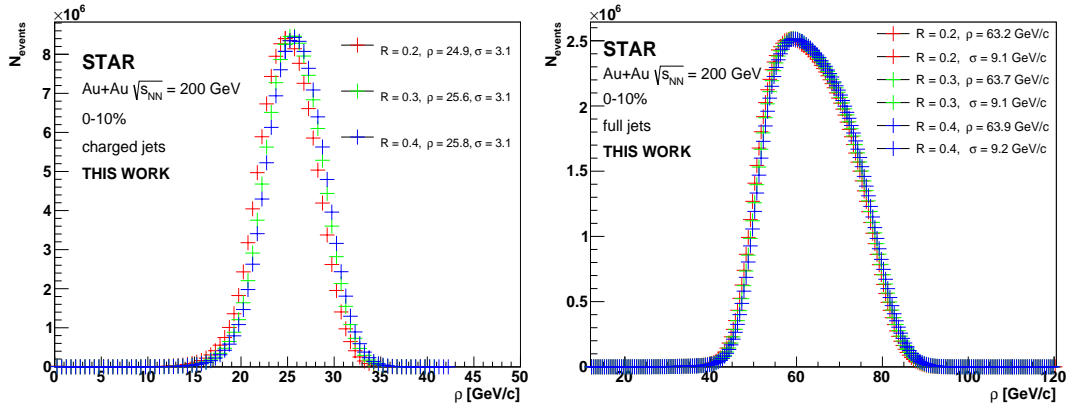 ×10⁶
N_events
8
7
6
5
4
3
2
1
0
STAR
Au+Au √s_NN = 200 GeV
0-10%
charged jets
THIS WORK
R = 0.2, ρ = 24.9, σ = 3.1
R = 0.3, ρ = 25.6, σ = 3.1
R = 0.4, ρ = 25.8, σ = 3.1
0 5 10 15 20 25 30 35 40 45 50
ρ [GeV/c]
×10⁶
N_events
2.5
2
1.5
1
0.5
0
STAR
Au+Au √s_NN = 200 GeV
0-10%
full jets
THIS WORK
R = 0.2, ρ = 63.2 GeV/c
R = 0.2, σ = 9.1 GeV/c
R = 0.3, ρ = 63.7 GeV/c
R = 0.3, σ = 9.1 GeV/c
R = 0.4, ρ = 63.9 GeV/c
R = 0.4, σ = 9.2 GeV/c
20 40 60 80 100 120
ρ [GeV/c]